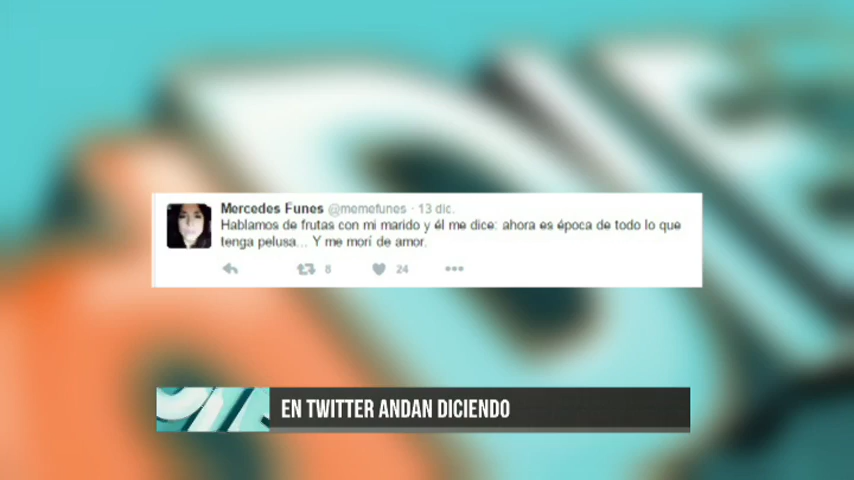 Mercedes Funes @memefunes · 13 dic.
Hablamos de frutas con mi marido y él me dice: ahora es época de todo lo que
tenga pelusa... Y me morí de amor.
8 24
EN TWITTER ANDAN DICIENDO